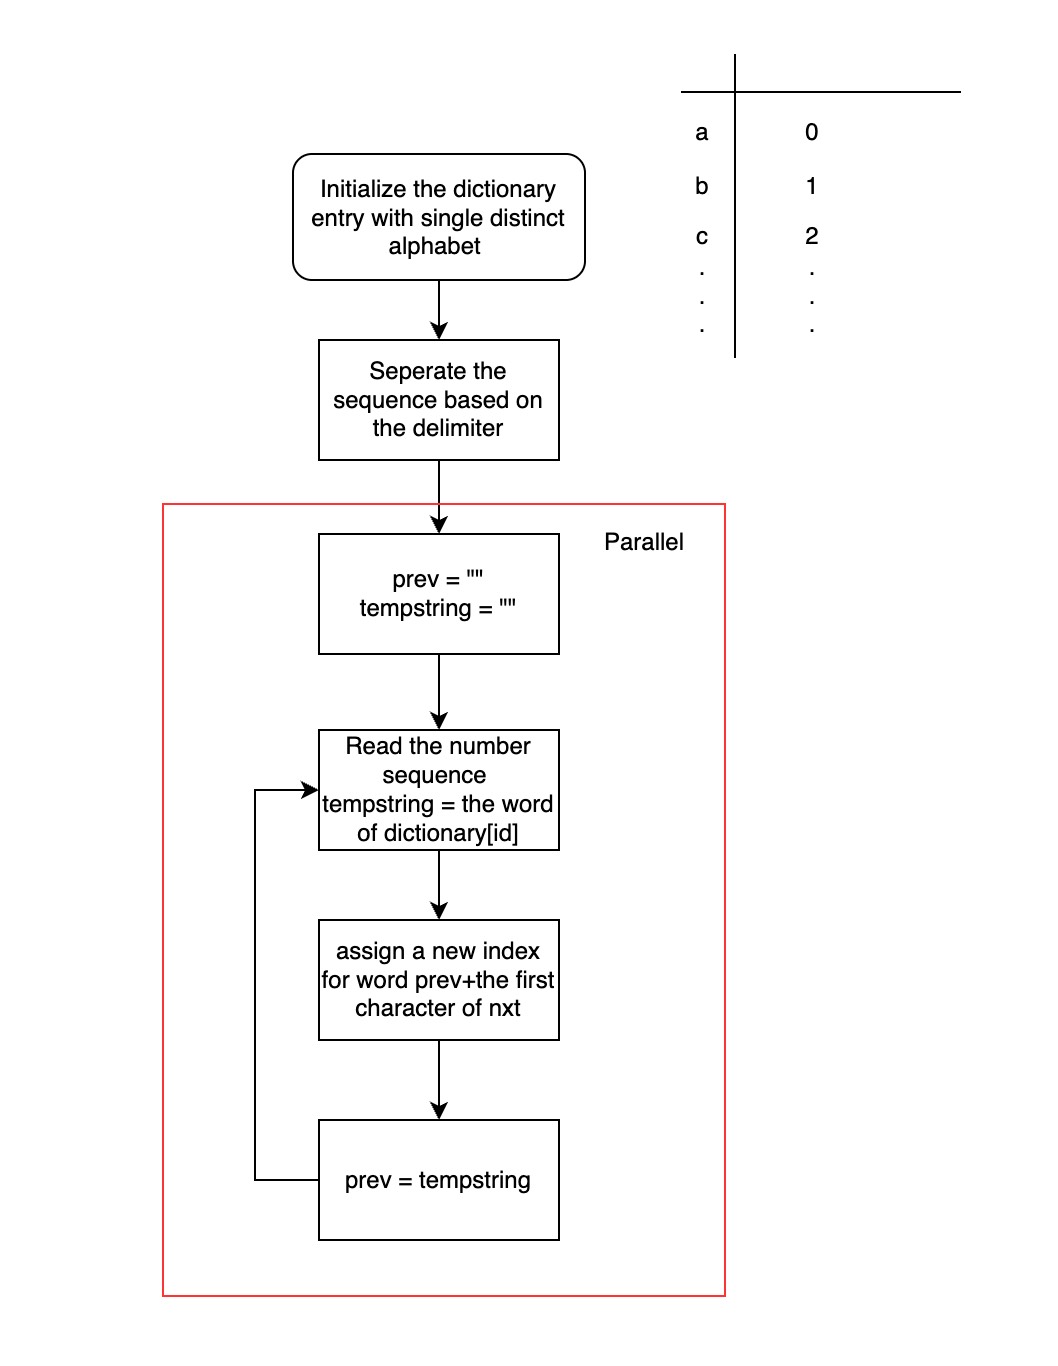 a 0
b 1
c 2
. .
. .
. .
Initialize the dictionary
entry with single distinct
alphabet
Seperate the
sequence based on
the delimiter
Parallel
prev = ""
tempstring = ""
Read the number
sequence
tempstring = the word
of dictionary[id]
assign a new index
for word prev+the first
character of nxt
prev = tempstring